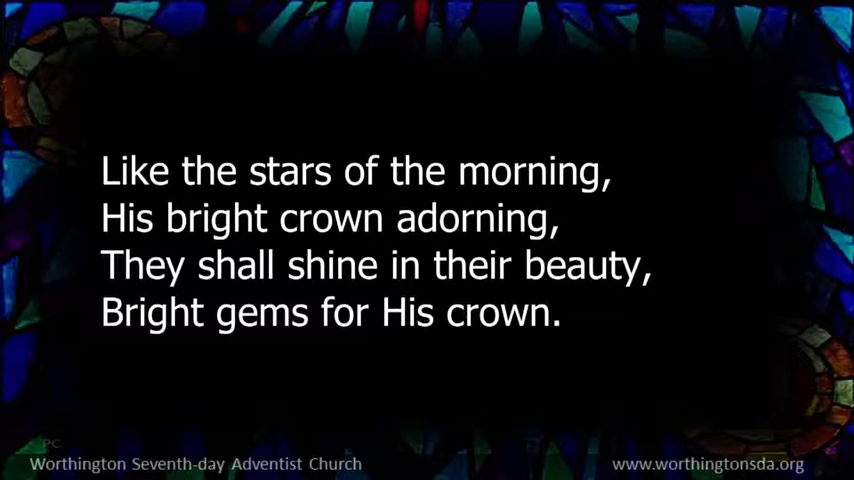 Like the stars of the morning,
His bright crown adorning,
They shall shine in their beauty,
Bright gems for His crown.
PC
Worthington Seventh-day Adventist Church
www.worthingtonsda.org